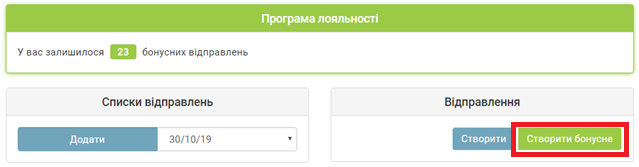 Програма лояльності
У вас залишилося 23 бонусних відправлень
Списки відправлень
Додати 30/10/19
Відправлення
Створити Створити бонусне